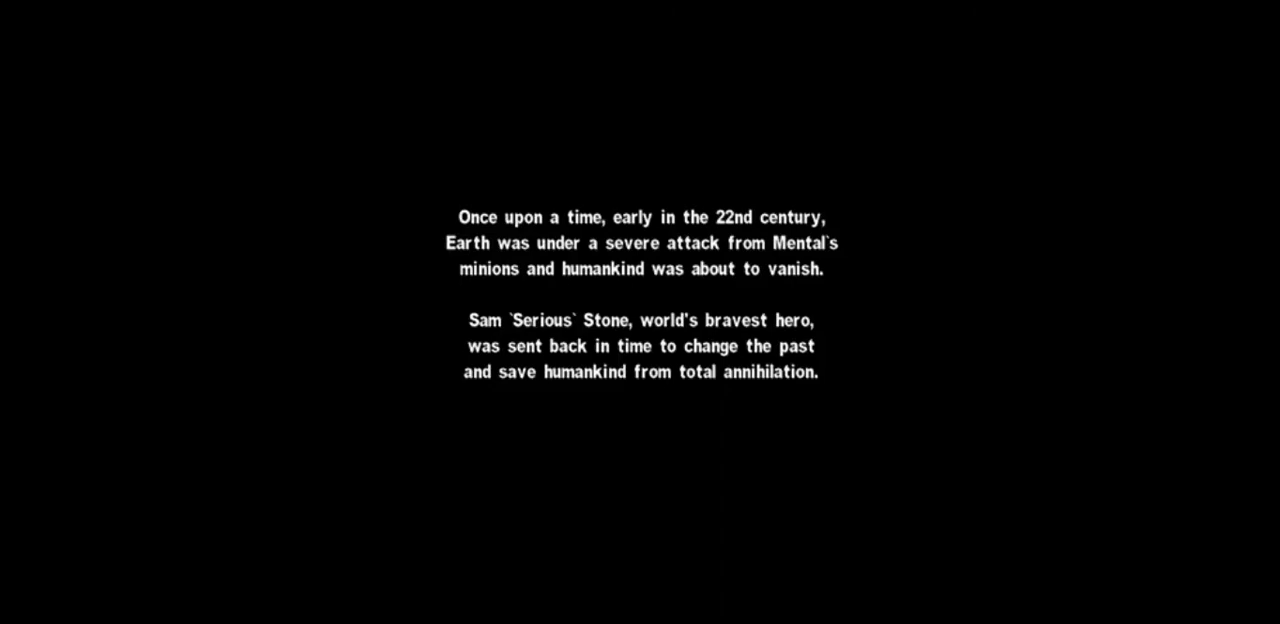 Once upon a time, early in the 22nd century,
Earth was under a severe attack from Mental`s
minions and humankind was about to vanish.
Sam `Serious` Stone, world's bravest hero,
was sent back in time to change the past
and save humankind from total annihilation.